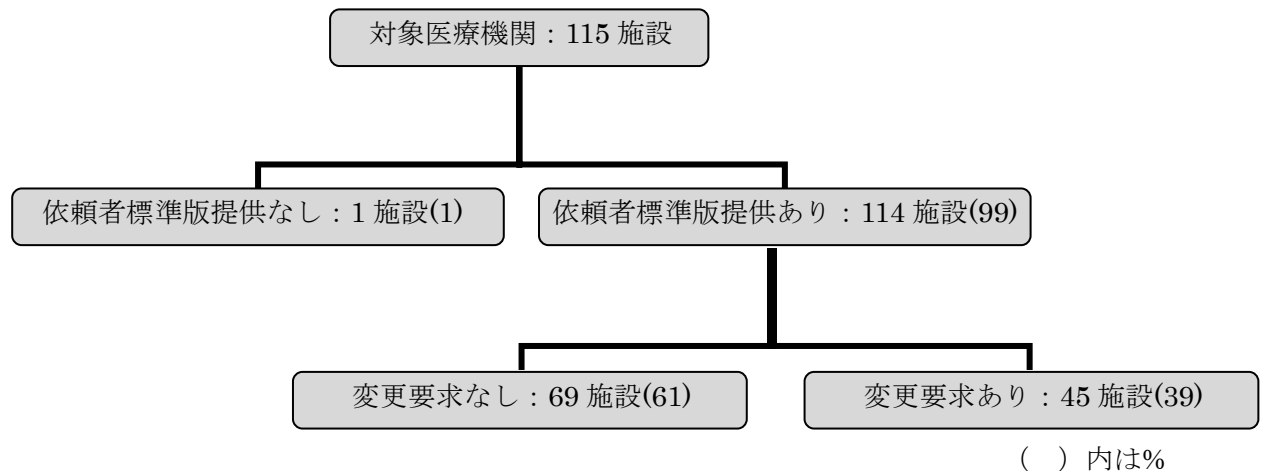 対象医療機関：115 施設
依頼者標準版提供なし：1 施設(1)
依頼者標準版提供あり：114 施設(99)
変更要求なし：69 施設(61)
変更要求あり：45 施設(39)
（　）内は%